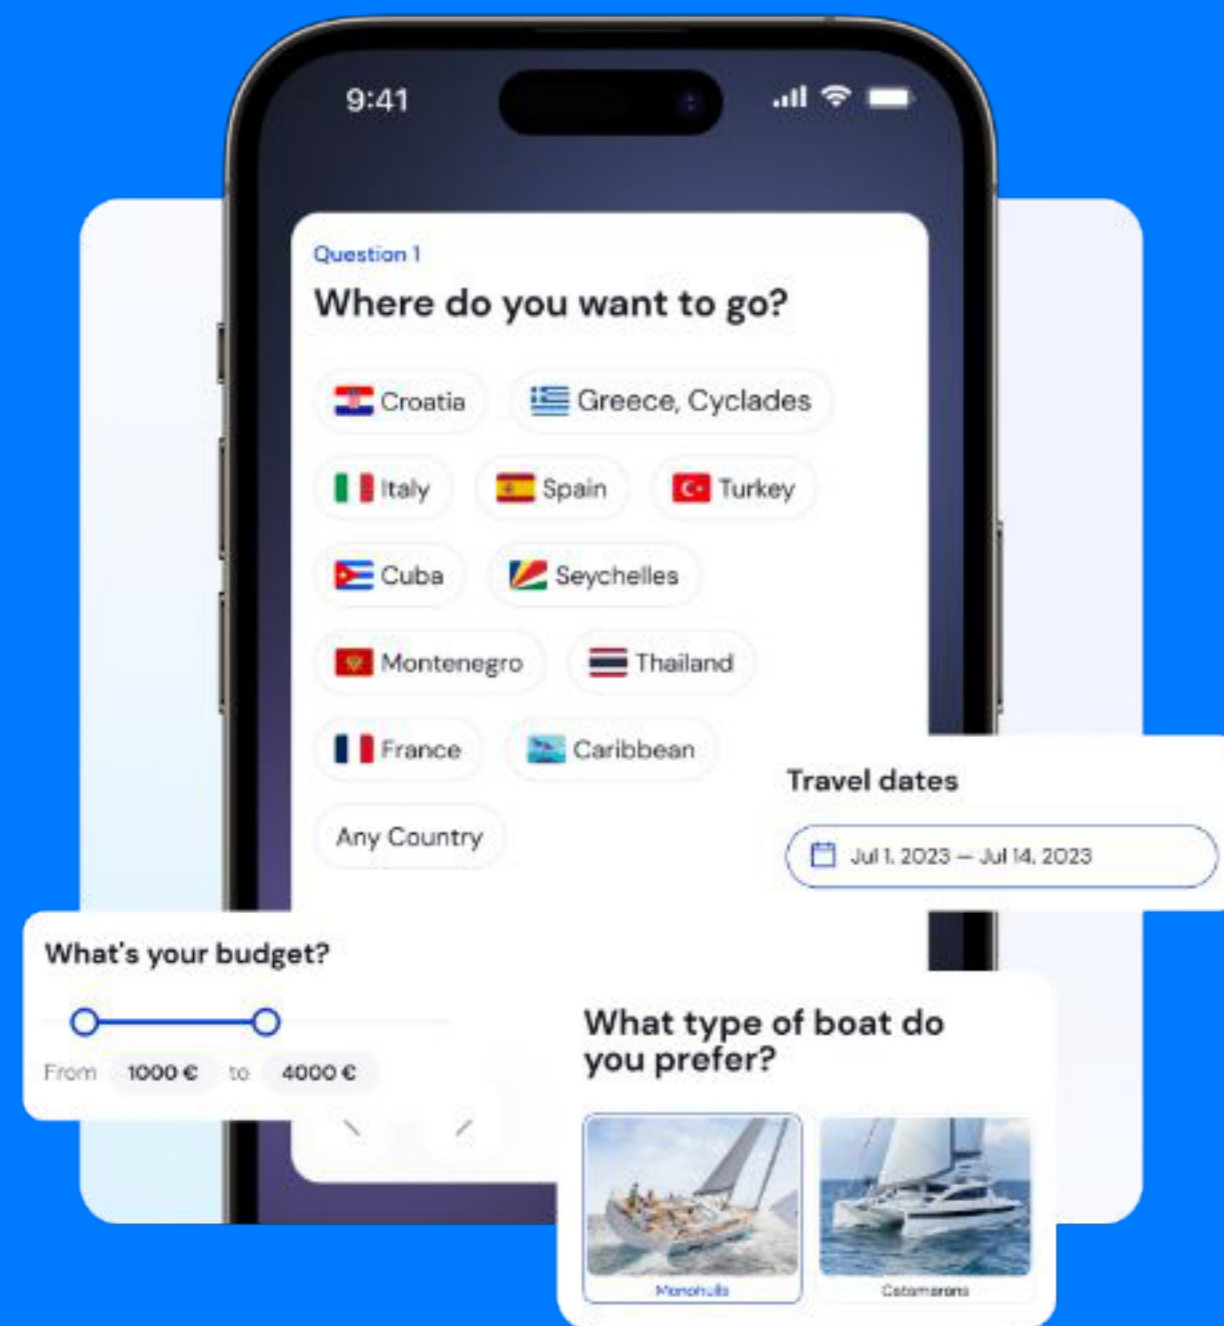 9:41
Question 1
Where do you want to go?
Croatia
Greece, Cyclades
Italy
Spain
Turkey
Cuba
Seychelles
Montenegro
Thailand
France
Caribbean
Any Country
Travel dates
Jul 1, 2023 — Jul 14, 2023
What's your budget?
From 1000 € to 4000 €
What type of boat do
you prefer?
Monohulls
Catamarans